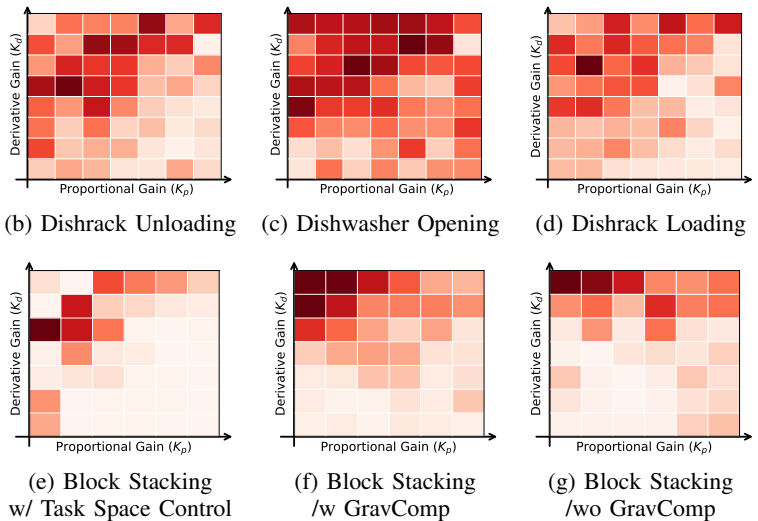 Derivative Gain (K_d)
Proportional Gain (K_p)
(b) Dishrack Unloading
Derivative Gain (K_d)
Proportional Gain (K_p)
(c) Dishwasher Opening
Derivative Gain (K_d)
Proportional Gain (K_p)
(d) Dishrack Loading
Derivative Gain (K_d)
Proportional Gain (K_p)
(e) Block Stacking
w/ Task Space Control
Derivative Gain (K_d)
Proportional Gain (K_p)
(f) Block Stacking
/w GravComp
Derivative Gain (K_d)
Proportional Gain (K_p)
(g) Block Stacking
/wo GravComp